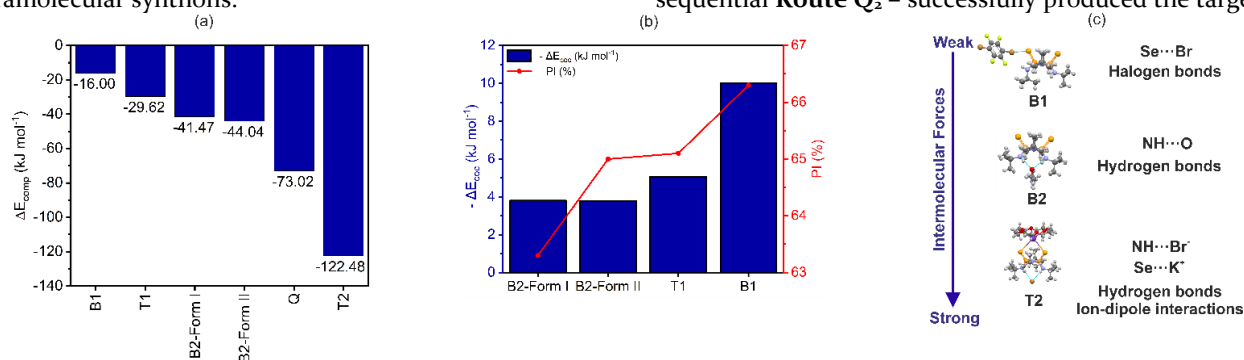 ramolecular synthons.
sequential Route Q₂ – successfully produced the targe
(a)
0
-20
-40
-60
-80
-100
-120
-140
ΔE_comp (kJ mol⁻¹)
-16.00
-29.62
-41.47
-44.04
-73.02
-122.48
B1
T1
B2-Form I
B2-Form II
Q
T2
(b)
12
10
8
6
4
2
0
- ΔE_coc (kJ mol⁻¹)
- ΔE_coc (kJ mol⁻¹)
PI (%)
67
66
65
64
63
PI (%)
B2-Form I
B2-Form II
T1
B1
(c)
Weak
Intermolecular Forces
Strong
Se···Br
Halogen bonds
B1
NH···O
Hydrogen bonds
B2
NH···Br⁻
Se···K⁺
Hydrogen bonds
T2
Ion-dipole interactions